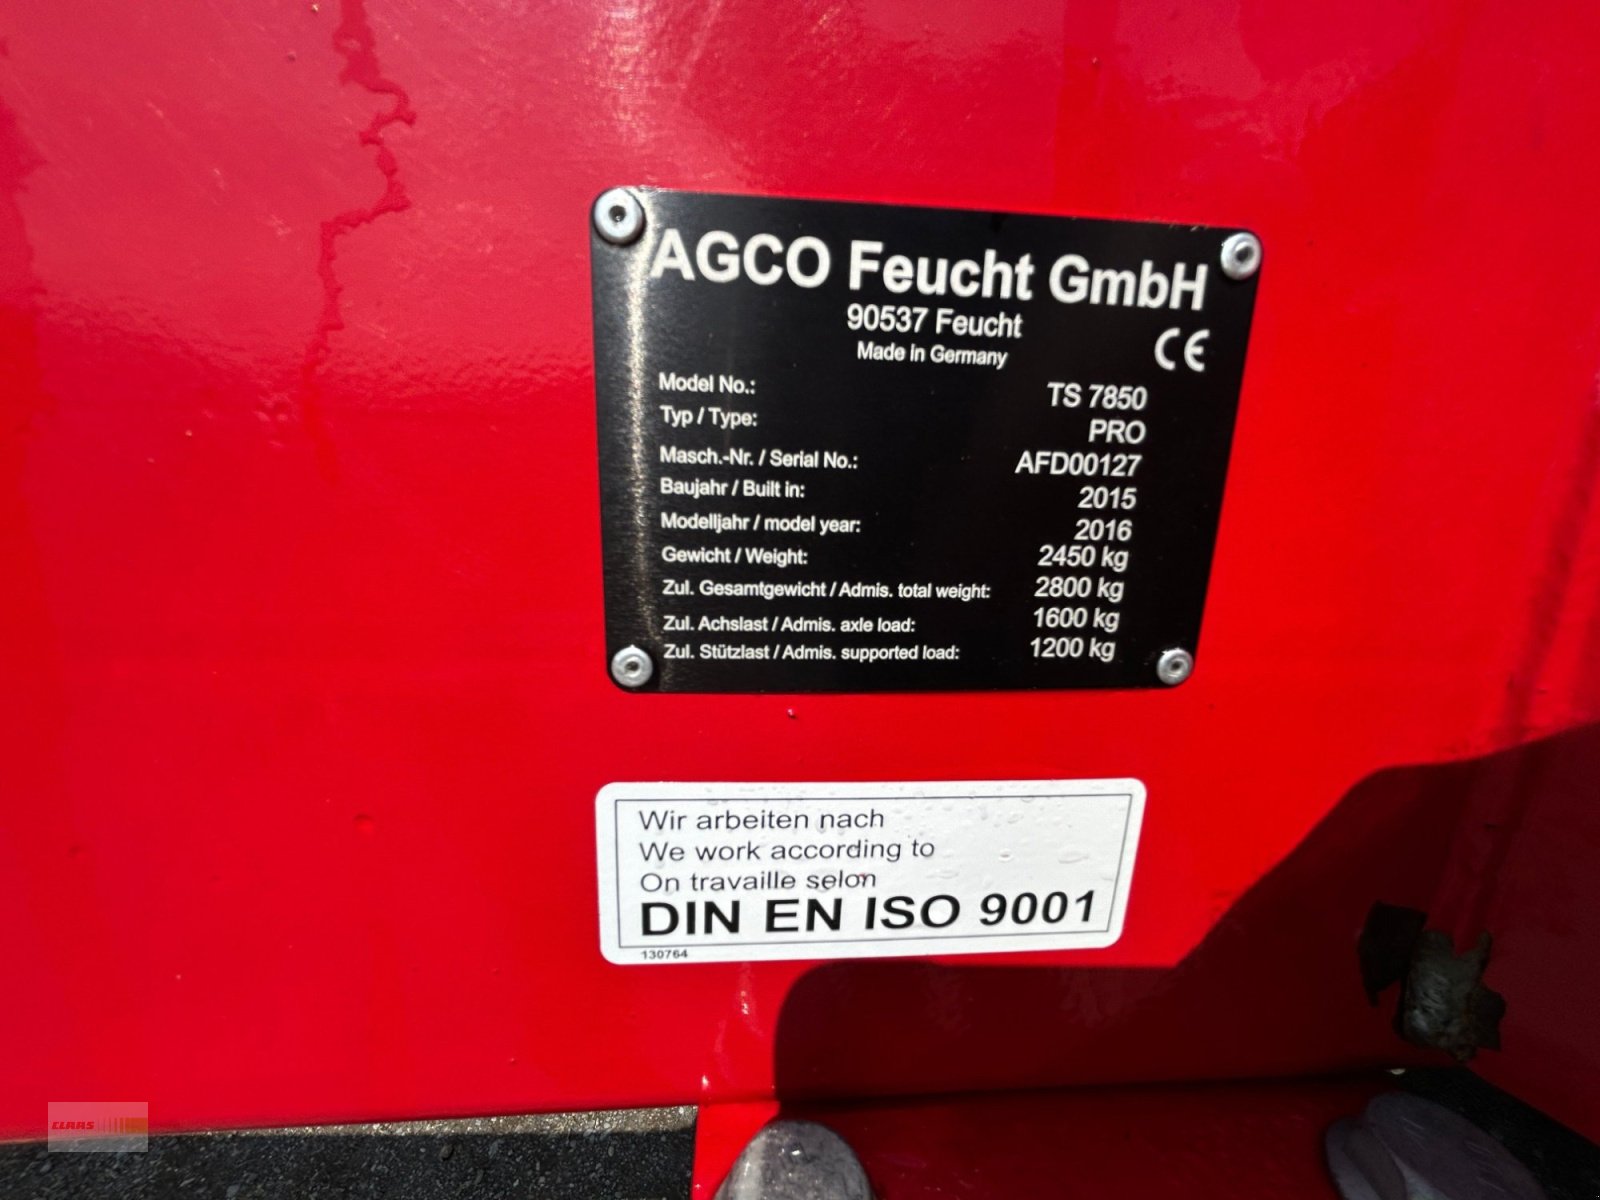 AGCO Feucht GmbH
90537 Feucht
Made in Germany
CE
Model No.: TS 7850
Typ / Type: PRO
Masch.-Nr. / Serial No.: AFD00127
Baujahr / Built in: 2015
Modelljahr / model year: 2016
Gewicht / Weight: 2450 kg
Zul. Gesamtgewicht / Admis. total weight: 2800 kg
Zul. Achslast / Admis. axle load: 1600 kg
Zul. Stützlast / Admis. supported load: 1200 kg
Wir arbeiten nach
We work according to
On travaille selon
DIN EN ISO 9001
130764
CLAAS